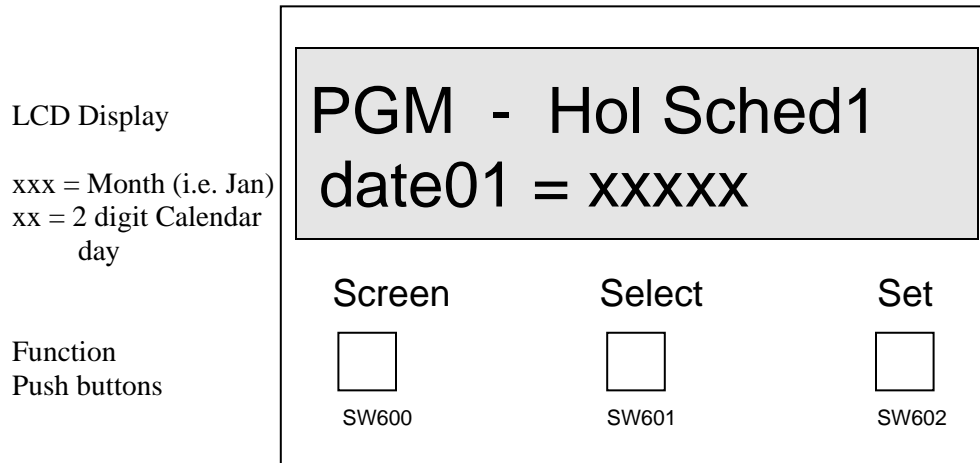 LCD Display
xxx = Month (i.e. Jan)
xx = 2 digit Calendar
day
Function
Push buttons
PGM - Hol Sched1
date01 = xxxxx
Screen Select Set
SW600 SW601 SW602